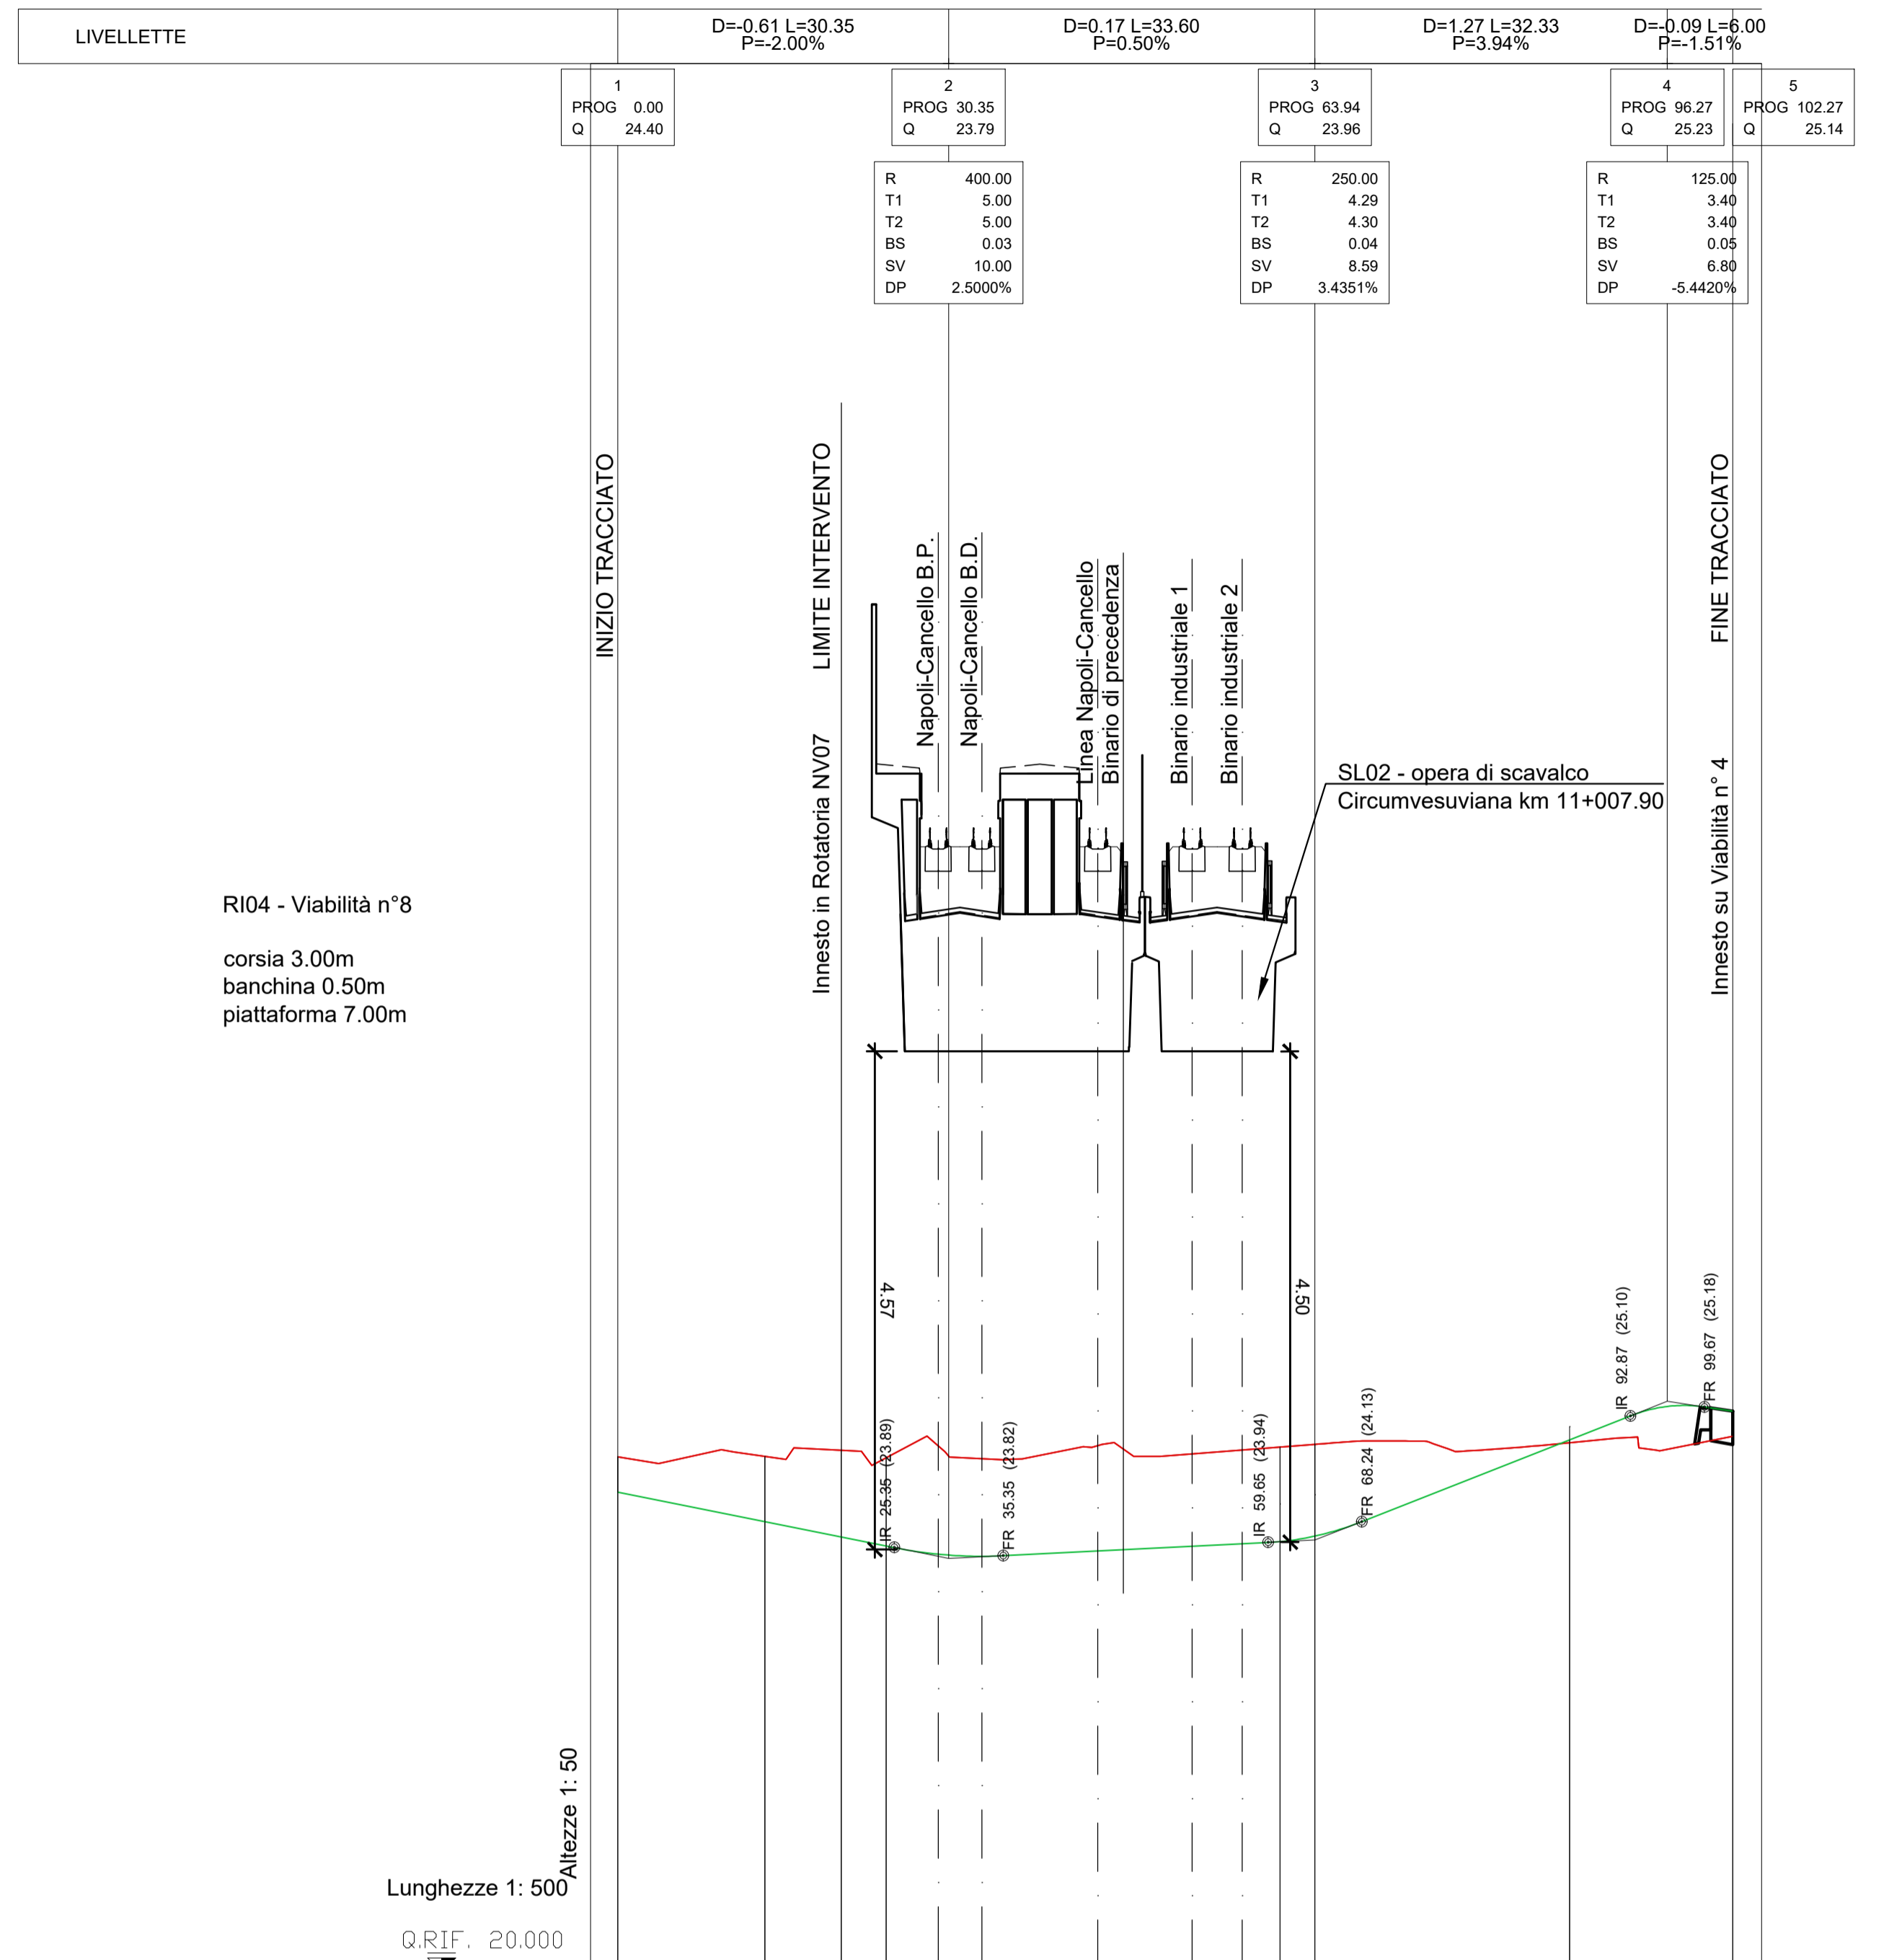 LIVELLETTE
D=-0.61 L=30.35
P=-2.00%
D=0.17 L=33.60
P=0.50%
D=1.27 L=32.33
P=3.94%
D=-0.09 L=6.00
P=-1.51%
1
PROG 0.00
Q 24.40
2
PROG 30.35
Q 23.79
3
PROG 63.94
Q 23.96
4
PROG 96.27
Q 25.23
5
PROG 102.27
Q 25.14
R 400.00
T1 5.00
T2 5.00
BS 0.03
SV 10.00
DP 2.5000%
R 250.00
T1 4.29
T2 4.30
BS 0.04
SV 8.59
DP 3.4351%
R 125.00
T1 3.40
T2 3.40
BS 0.05
SV 6.80
DP -5.4420%
INIZIO TRACCIATO
Innesto in Rotatoria NV07 LIMITE INTERVENTO
Napoli-Cancello B.P.
Napoli-Cancello B.D.
Linea Napoli-Cancello
Binario di precedenza
Binario industriale 1
Binario industriale 2
Innesto su Viabilità n° 4 FINE TRACCIATO
SL02 - opera di scavalco
Circumvesuviana km 11+007.90
RI04 - Viabilità n°8
corsia 3.00m
banchina 0.50m
piattaforma 7.00m
4.57
4.50
IR 25.35 (23.89)
FR 35.35 (23.82)
IR 59.65 (23.94)
FR 68.24 (24.13)
IR 92.87 (25.10)
FR 99.67 (25.18)
Altezze 1: 50
Lunghezze 1: 500
Q.RIF. 20.000